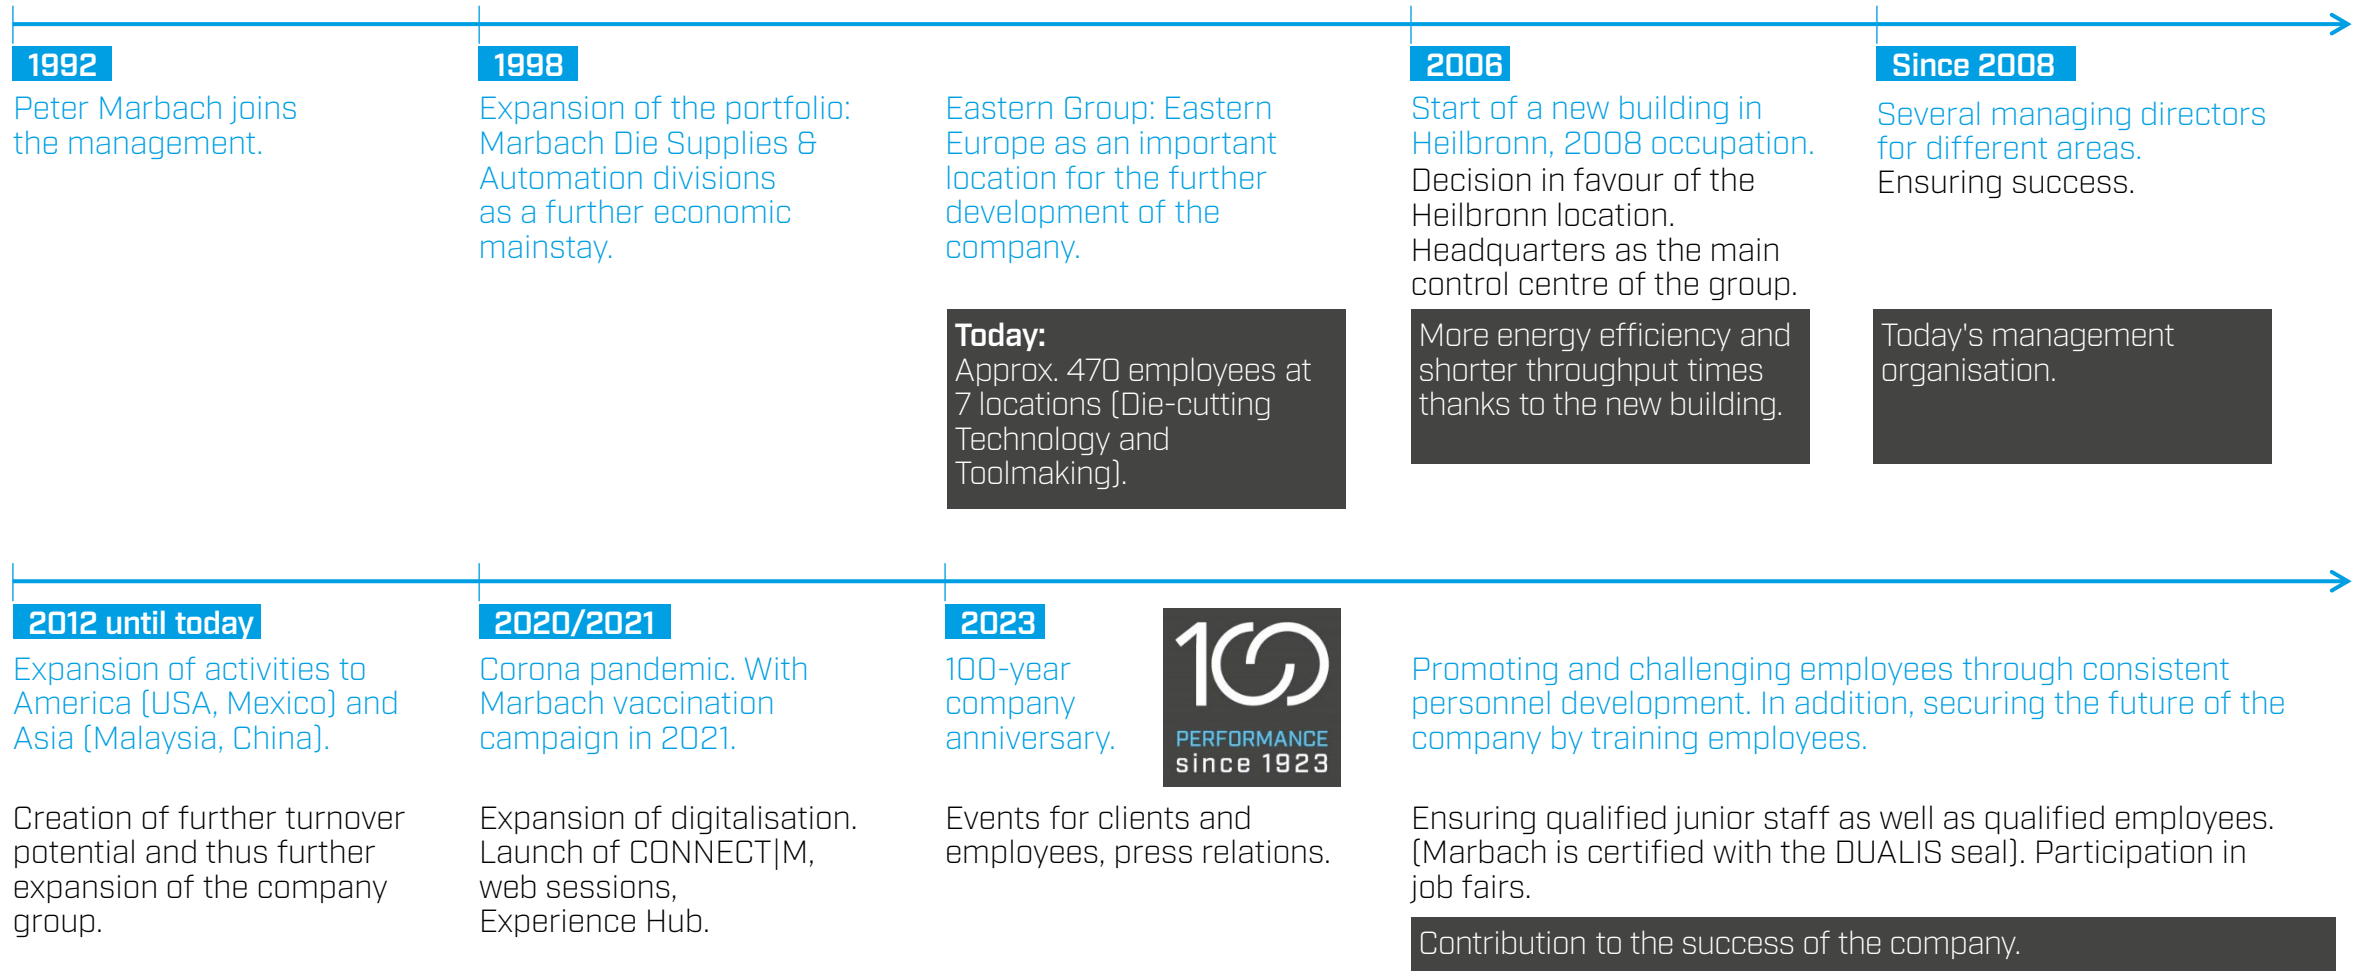 1992
Peter Marbach joins
the management.
1998
Expansion of the portfolio:
Marbach Die Supplies &
Automation divisions
as a further economic
mainstay.
Eastern Group: Eastern
Europe as an important
location for the further
development of the
company.
Today:
Approx. 470 employees at
7 locations (Die-cutting
Technology and
Toolmaking).
2006
Start of a new building in
Heilbronn, 2008 occupation.
Decision in favour of the
Heilbronn location.
Headquarters as the main
control centre of the group.
More energy efficiency and
shorter throughput times
thanks to the new building.
Since 2008
Several managing directors
for different areas.
Ensuring success.
Today's management
organisation.
2012 until today
Expansion of activities to
America (USA, Mexico) and
Asia (Malaysia, China).
Creation of further turnover
potential and thus further
expansion of the company
group.
2020/2021
Corona pandemic. With
Marbach vaccination
campaign in 2021.
Expansion of digitalisation.
Launch of CONNECT|M,
web sessions,
Experience Hub.
2023
100-year
company
anniversary.
100
PERFORMANCE
since 1923
Events for clients and
employees, press relations.
Promoting and challenging employees through consistent
personnel development. In addition, securing the future of the
company by training employees.
Ensuring qualified junior staff as well as qualified employees.
(Marbach is certified with the DUALIS seal). Participation in
job fairs.
Contribution to the success of the company.